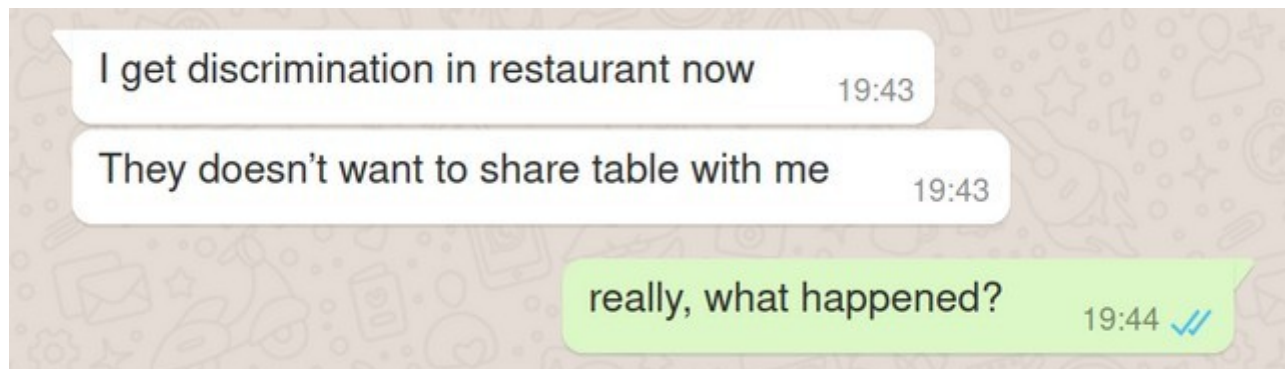 I get discrimination in restaurant now
19:43
They doesn’t want to share table with me
19:43
really, what happened?
19:44